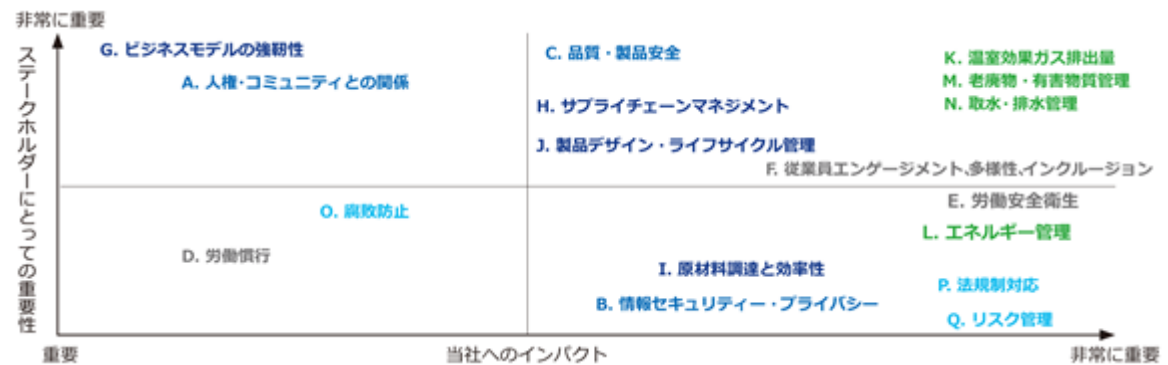 非常に重要
ステークホルダーにとっての重要性
G. ビジネスモデルの強靭性
C. 品質・製品安全
K. 温室効果ガス排出量
A. 人権・コミュニティとの関係
M. 老廃物・有害物質管理
H. サプライチェーンマネジメント
N. 取水・排水管理
J. 製品デザイン・ライフサイクル管理
F. 従業員エンゲージメント、多様性、インクルージョン
E. 労働安全衛生
O. 腐敗防止
L. エネルギー管理
D. 労働慣行
I. 原材料調達と効率性
P. 法規制対応
B. 情報セキュリティー・プライバシー
Q. リスク管理
重要
当社へのインパクト
非常に重要